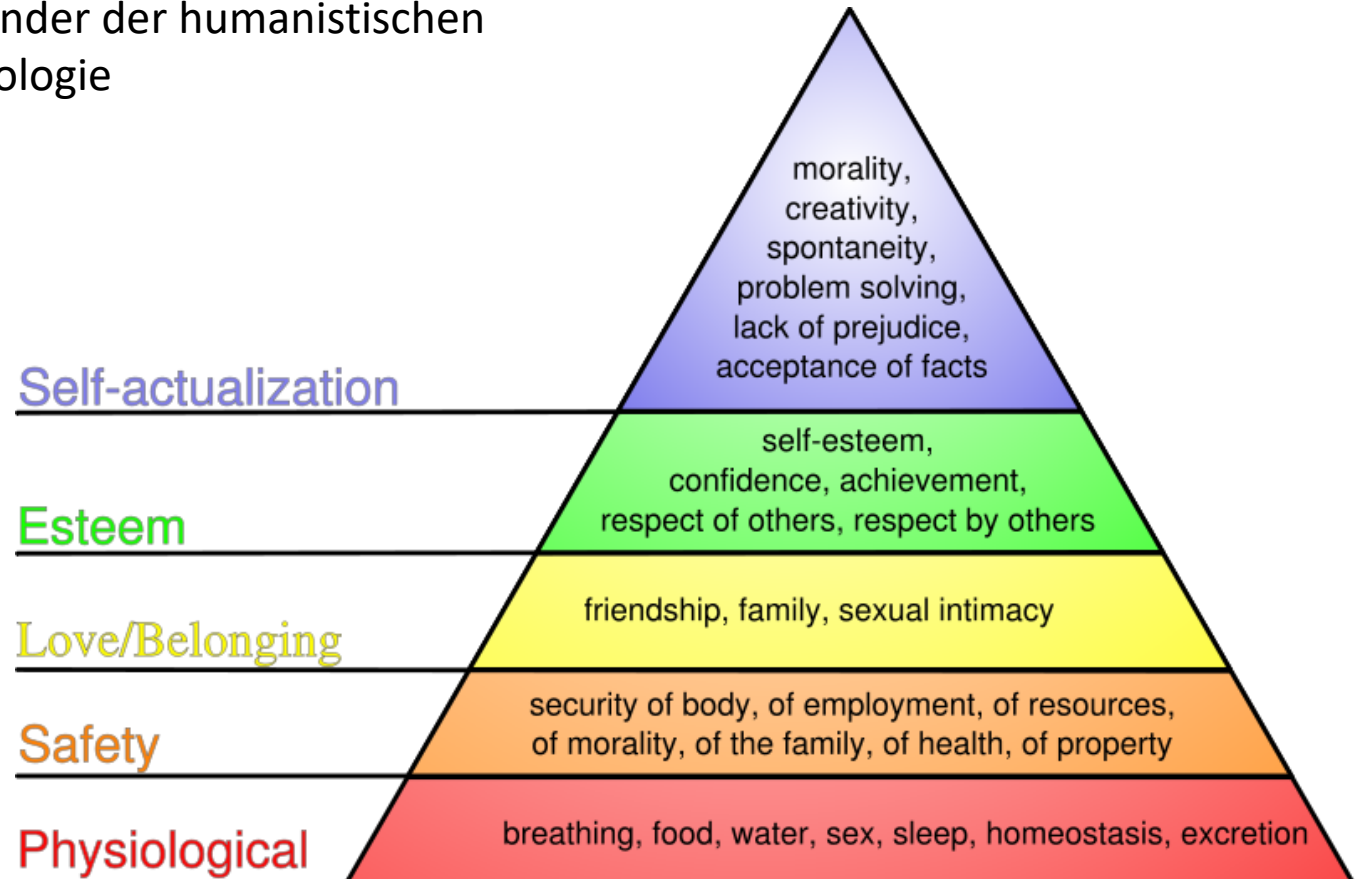 nder der humanistischen
ologie
morality,
creativity,
spontaneity,
problem solving,
lack of prejudice,
acceptance of facts
Self-actualization
self-esteem,
confidence, achievement,
respect of others, respect by others
Esteem
friendship, family, sexual intimacy
Love/Belonging
security of body, of employment, of resources,
of morality, of the family, of health, of property
Safety
breathing, food, water, sex, sleep, homeostasis, excretion
Physiological